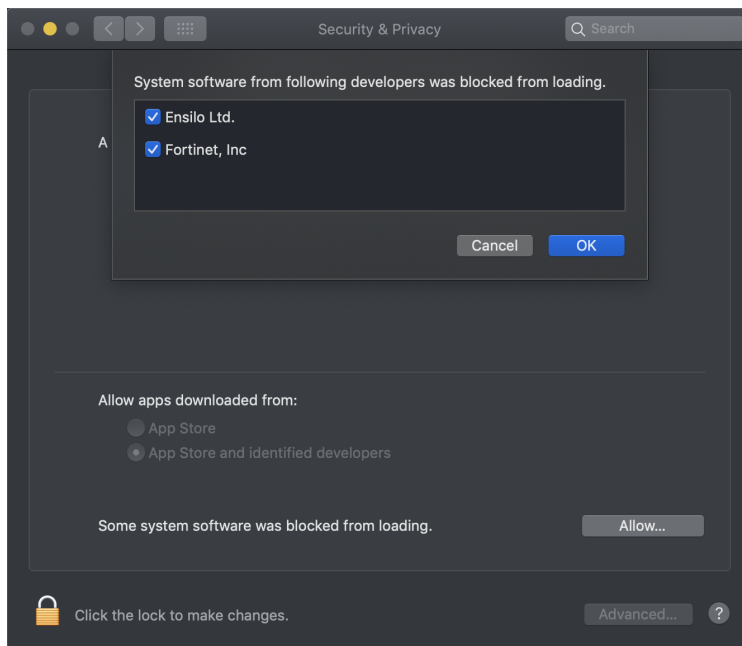 Security & Privacy
Search
System software from following developers was blocked from loading.
Ensilo Ltd.
Fortinet, Inc
A
Cancel
OK
Allow apps downloaded from:
App Store
App Store and identified developers
Some system software was blocked from loading.
Allow...
Click the lock to make changes.
Advanced...
?